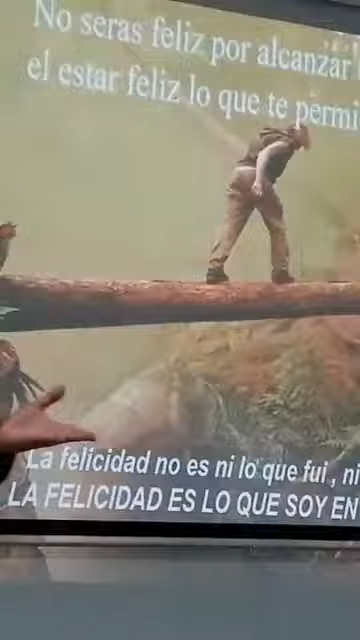 No seras feliz por alcanzar
el estar feliz lo que te permi
La felicidad no es ni lo que fui , ni
LA FELICIDAD ES LO QUE SOY EN